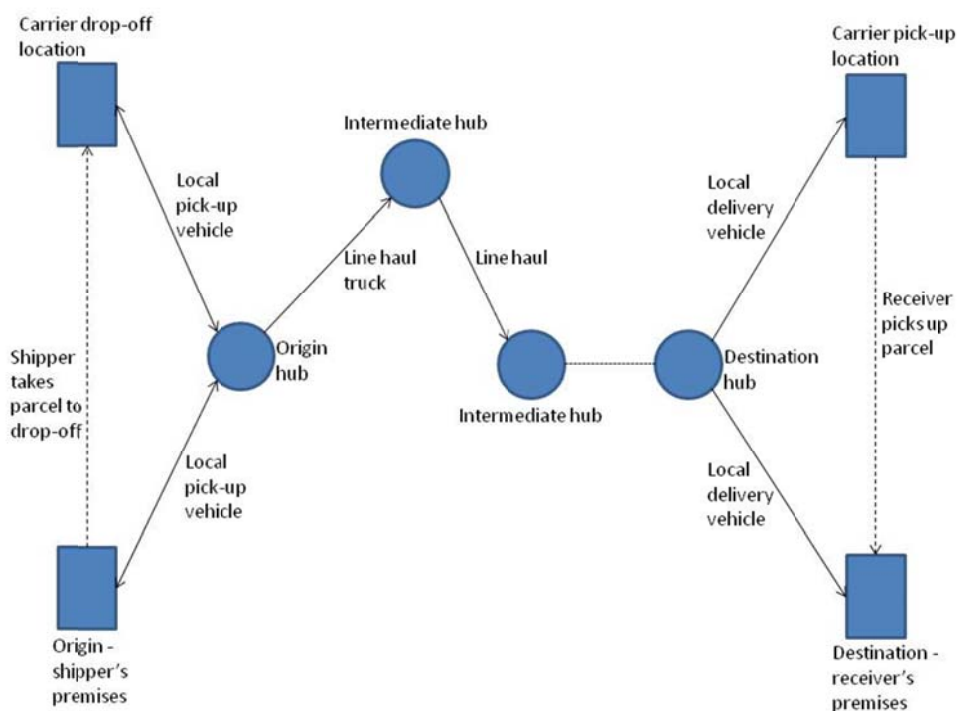 Carrier drop-off
location
Carrier pick-up
location
Intermediate hub
Local
pick-up
vehicle
Local
delivery
vehicle
Line haul
truck
Line haul
Receiver
picks up
parcel
Origin
hub
Shipper
takes
parcel to
drop-off
Destination
hub
Intermediate hub
Local
pick-up
vehicle
Local
delivery
vehicle
Origin -
shipper's
premises
Destination -
receiver's
premises